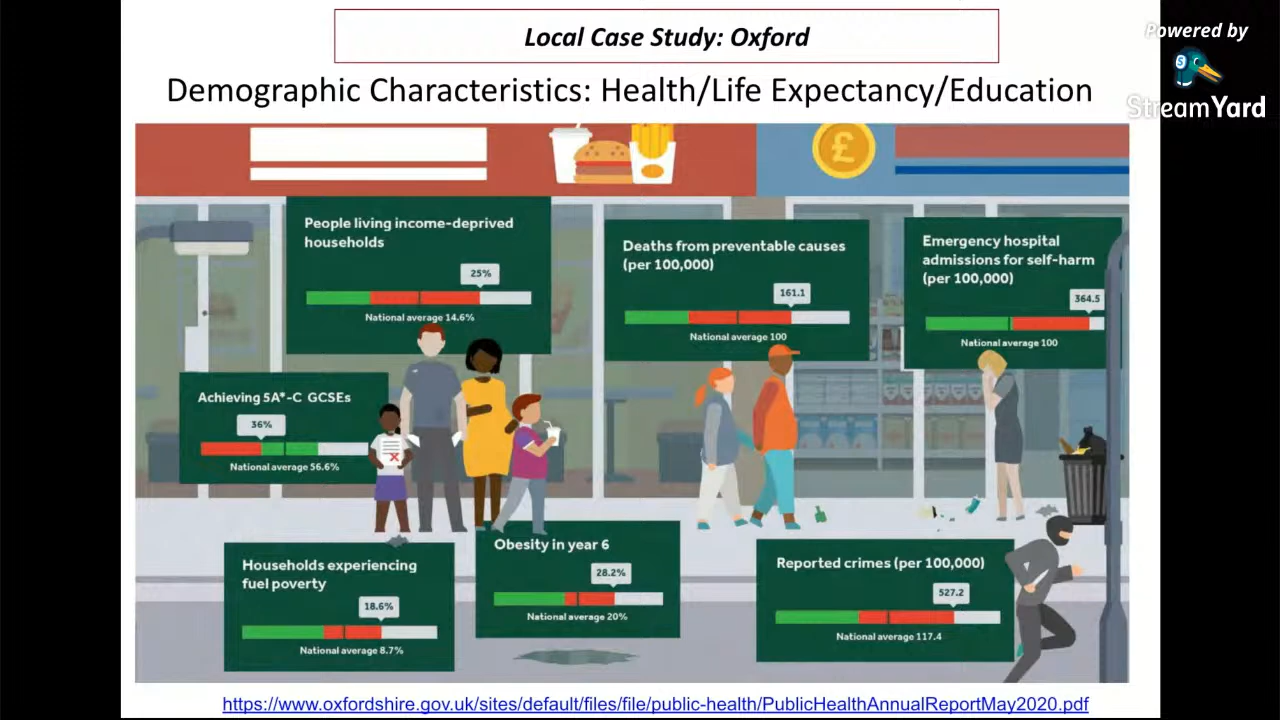 Local Case Study: Oxford
Powered by
StreamYard
Demographic Characteristics: Health/Life Expectancy/Education
People living income-deprived
households
25%
National average 14.6%
Deaths from preventable causes
(per 100,000)
161.1
National average 100
Emergency hospital
admissions for self-harm
(per 100,000)
364.5
National average 100
Achieving 5A*-C GCSEs
36%
National average 56.6%
Households experiencing
fuel poverty
18.6%
National average 8.7%
Obesity in year 6
28.2%
National average 20%
Reported crimes (per 100,000)
527.2
National average 117.4
https://www.oxfordshire.gov.uk/sites/default/files/file/public-health/PublicHealthAnnualReportMay2020.pdf